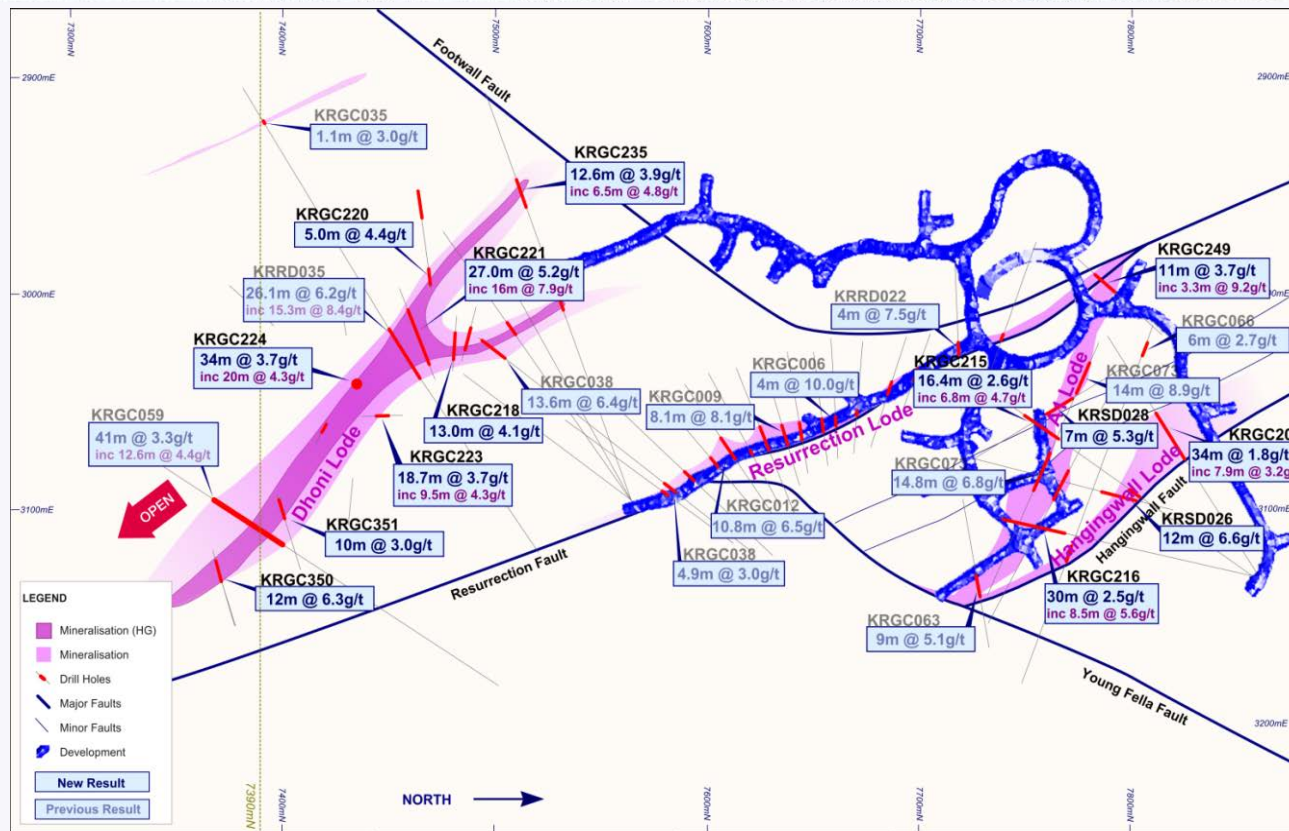 7300mN
7400mN
7500mN
7600mN
7700mN
7800mN
2900mE
2900mE
Footwall Fault
KRGC035
1.1m @ 3.0g/t
KRGC235
12.6m @ 3.9g/t
inc 6.5m @ 4.8g/t
KRGC220
5.0m @ 4.4g/t
KRGC221
27.0m @ 5.2g/t
inc 16m @ 7.9g/t
KRGC249
11m @ 3.7g/t
inc 3.3m @ 9.2g/t
KRRD035
26.1m @ 6.2g/t
inc 15.3m @ 8.4g/t
3000mE
KRRD022
4m @ 7.5g/t
KRGC066
6m @ 2.7g/t
KRGC224
34m @ 3.7g/t
inc 20m @ 4.3g/t
KRGC006
4m @ 10.0g/t
KRGC215
16.4m @ 2.6g/t
inc 6.8m @ 4.7g/t
KRGC073
14m @ 8.9g/t
KRGC038
13.6m @ 6.4g/t
KRGC009
8.1m @ 8.1g/t
KRGC059
41m @ 3.3g/t
inc 12.6m @ 4.4g/t
KRGC218
13.0m @ 4.1g/t
Resurrection Lode
KRSD028
7m @ 5.3g/t
KRGC20
34m @ 1.8g/t
inc 7.9m @ 3.2g
KRGC223
18.7m @ 3.7g/t
inc 9.5m @ 4.3g/t
Dhoni Lode
KRGC073
14.8m @ 6.8g/t
Hangingwall Lode
Hangingwall Fault
OPEN
3100mE
3100mE
KRGC351
10m @ 3.0g/t
KRGC012
10.8m @ 6.5g/t
KRSD026
12m @ 6.6g/t
Resurrection Fault
KRGC038
4.9m @ 3.0g/t
KRGC350
12m @ 6.3g/t
KRGC216
30m @ 2.5g/t
inc 8.5m @ 5.6g/t
KRGC063
9m @ 5.1g/t
Young Fella Fault
3200mE
LEGEND
Mineralisation (HG)
Mineralisation
Drill Holes
Major Faults
Minor Faults
Development
New Result
Previous Result
7390mN
7400mN
NORTH
7600mN
7700mN
7800mN